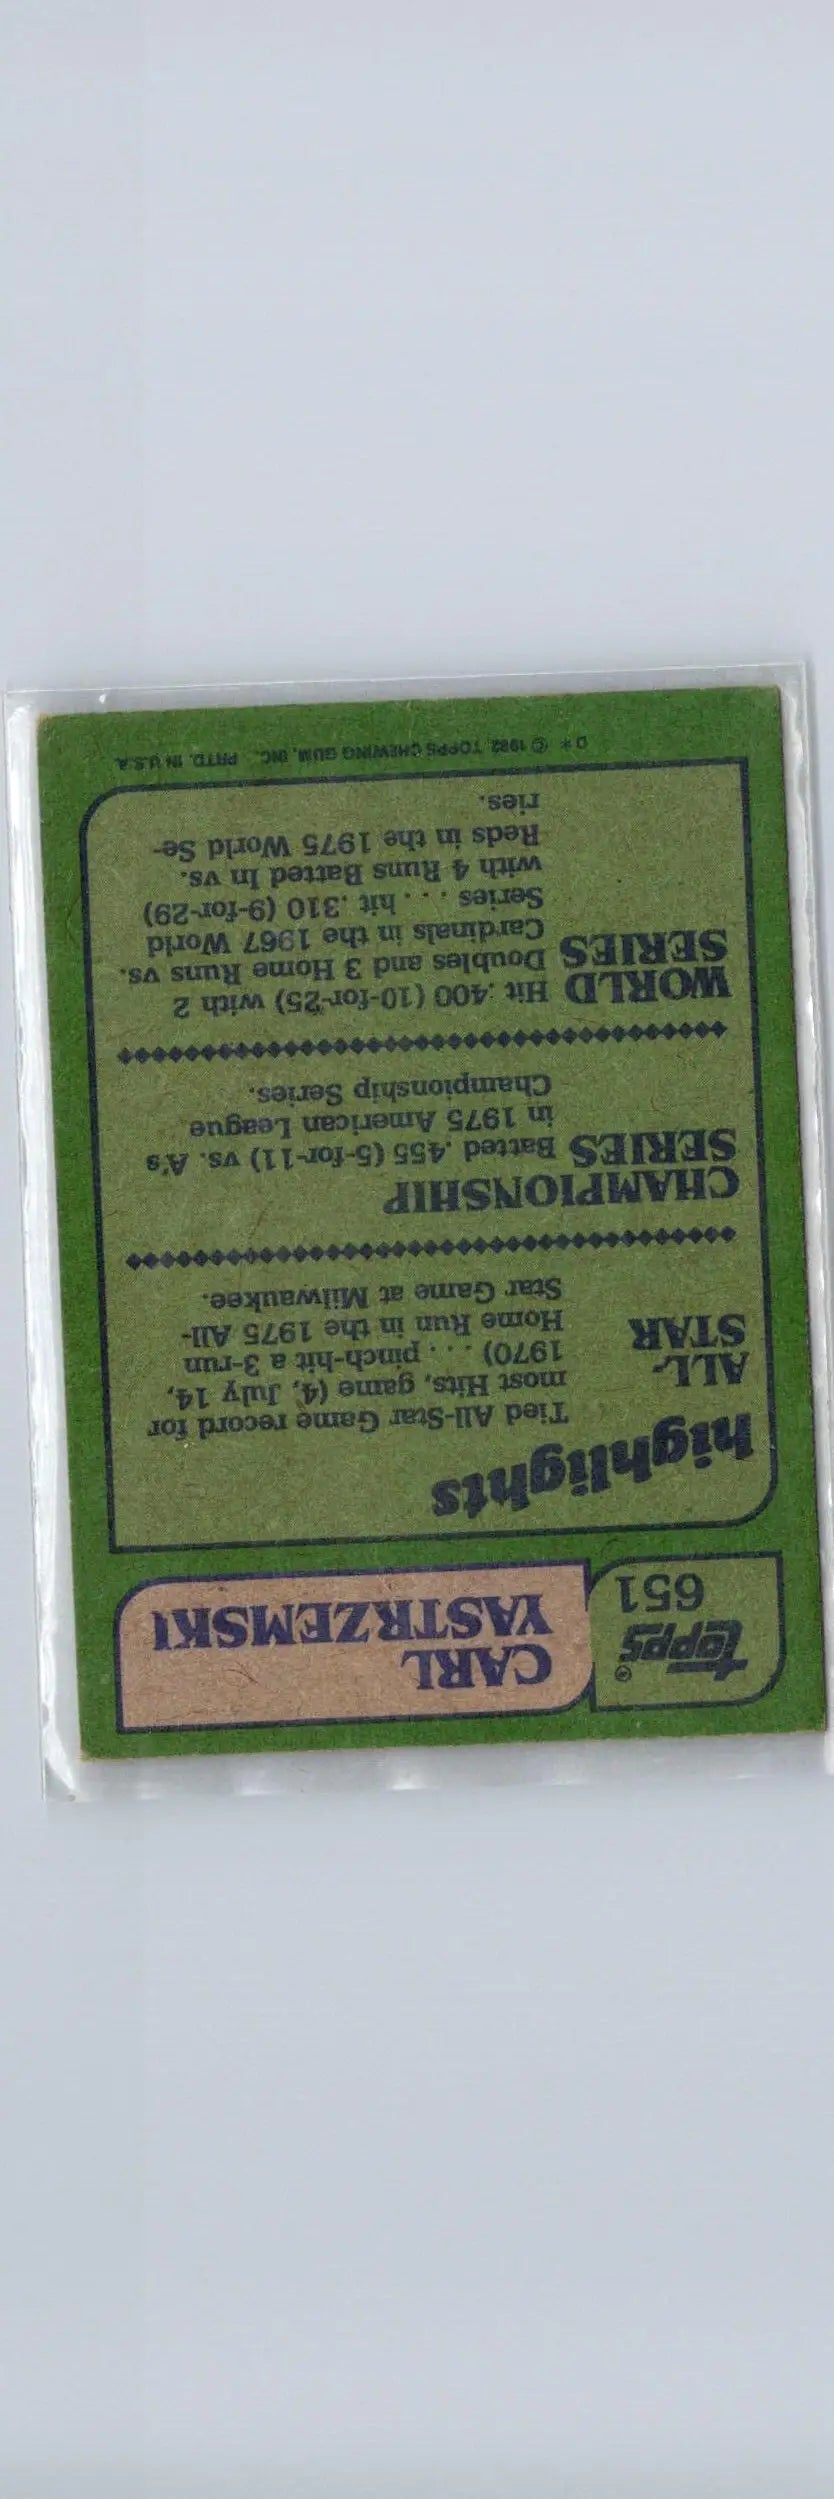 topps®
651
CARL
YASTRZEMSKI
highlights
ALL-
STAR
Tied All-Star Game record for
most Hits, game (4, July 14,
1970) . . . pinch-hit a 3-run
Home Run in the 1975 All-
Star Game at Milwaukee.
CHAMPIONSHIP
SERIES Batted .455 (5-for-11) vs. A's
in 1975 American League
Championship Series.
WORLD
SERIES
Hit .400 (10-for-25) with 2
Doubles and 3 Home Runs vs.
Cardinals in the 1967 World
Series . . . hit .310 (9-for-29)
with 4 Runs Batted In vs.
Reds in the 1975 World Se-
ries.
D* © 1982 TOPPS CHEWING GUM, INC. PRTD. IN U.S.A.